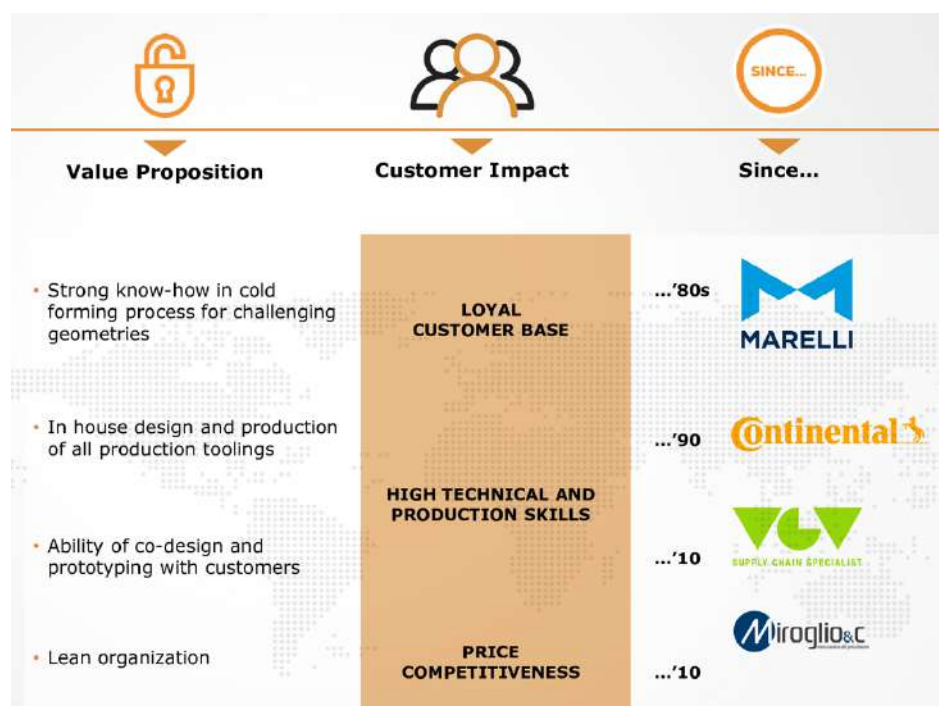 SINCE...
Value Proposition
Customer Impact
Since...
• Strong know-how in cold
forming process for challenging
geometries
LOYAL
CUSTOMER BASE
...'80s
MARELLI
• In house design and production
of all production toolings
...'90
Continental
HIGH TECHNICAL AND
PRODUCTION SKILLS
• Ability of co-design and
prototyping with customers
...'10
VGV
SUPPLY CHAIN SPECIALIST
• Lean organization
PRICE
COMPETITIVENESS
...'10
Miroglio&C